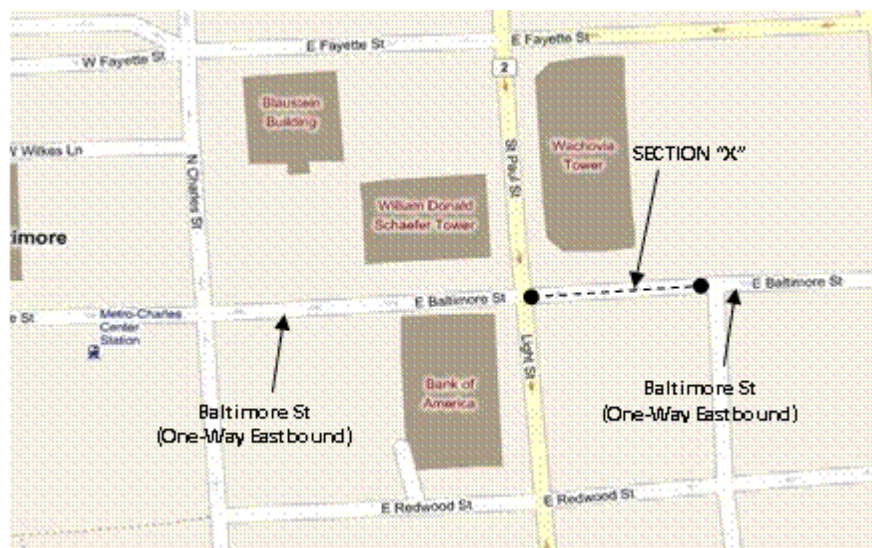 E Fayette St
E Fayette St
W Fayette St
2
Blaustein
Building
St Paul St
Wachovia
Tower
SECTION "X"
W Wilkes Ln
N Charles St
William Donald
Schaefer Tower
imore
E Baltimore St
E Baltimore St
e St
Metro-Charles
Center
Station
Light St
Bank of
America
Baltimore St
(One-Way Eastbound)
Baltimore St
(One-Way Eastbound)
E Redwood St
E Redwood St